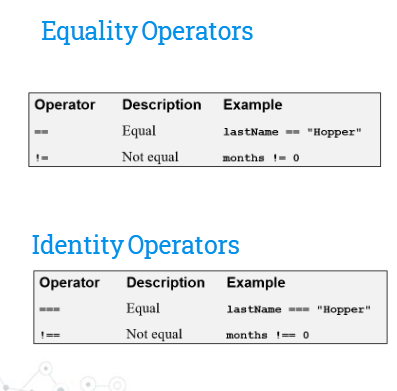 Equality Operators
Operator Description Example
== Equal lastName == "Hopper"
!= Not equal months != 0
Identity Operators
Operator Description Example
=== Equal lastName === "Hopper"
!== Not equal months !== 0